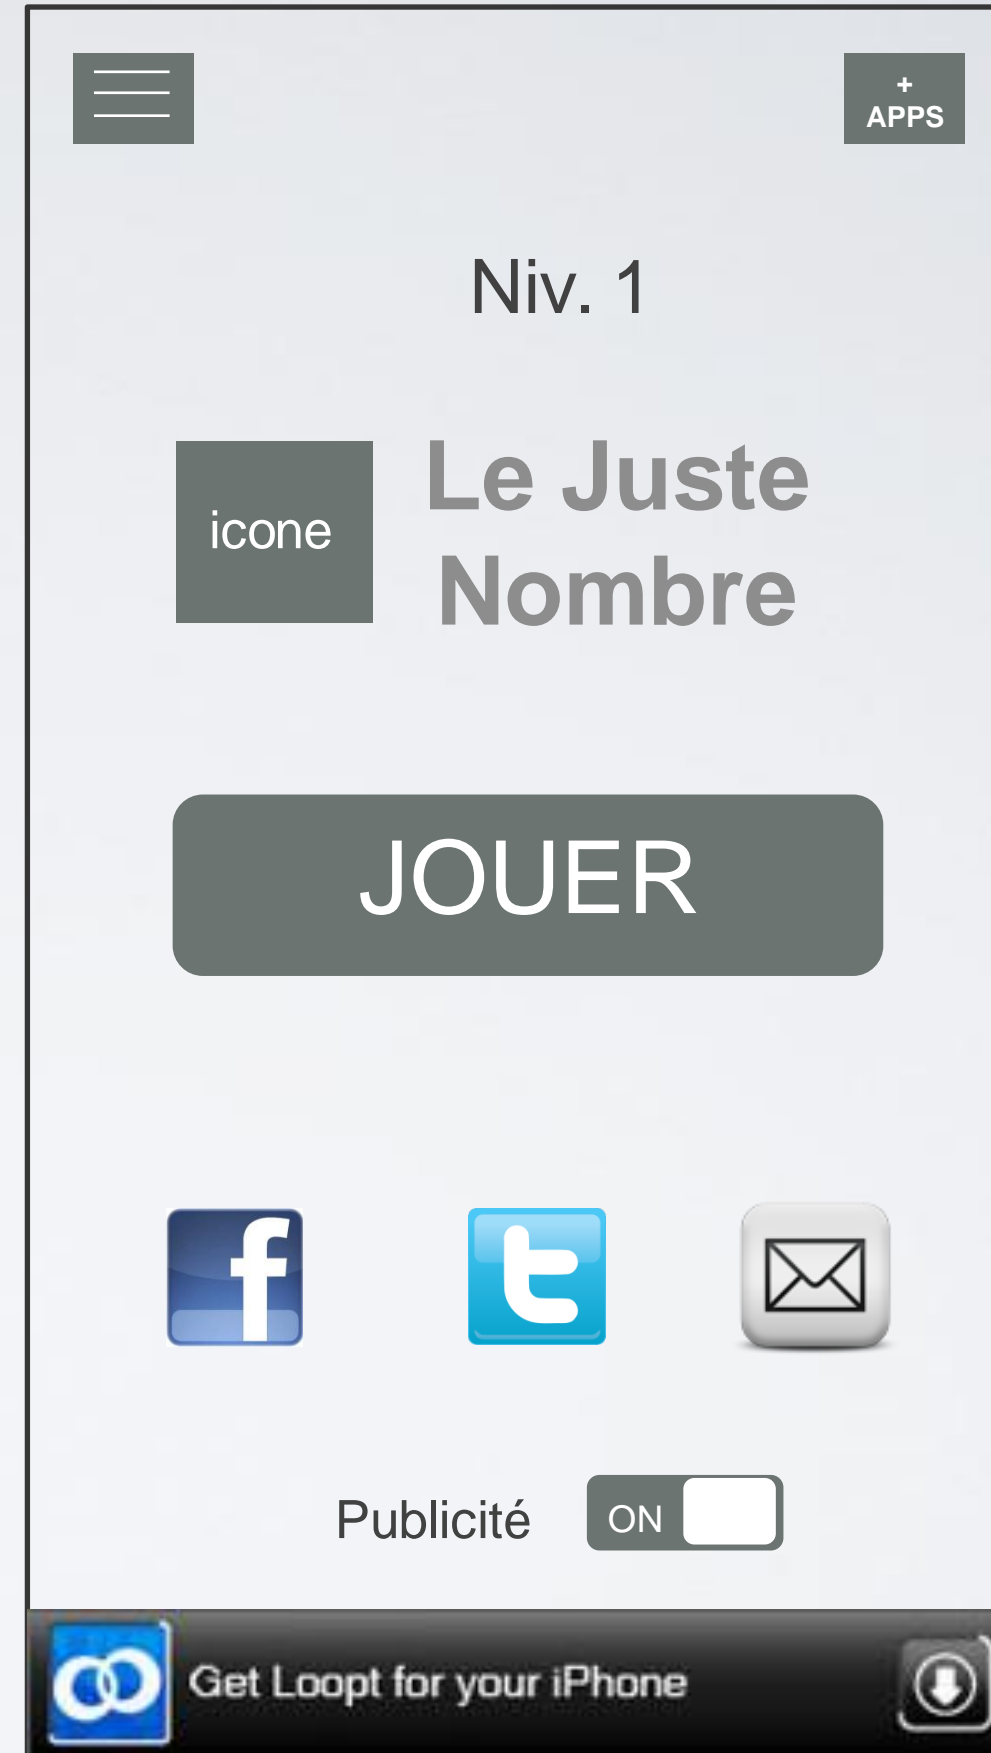 +
APPS
Niv. 1
Le Juste
Nombre
icone
JOUER
f
t
Publicité
ON
Get Loopt for your iPhone